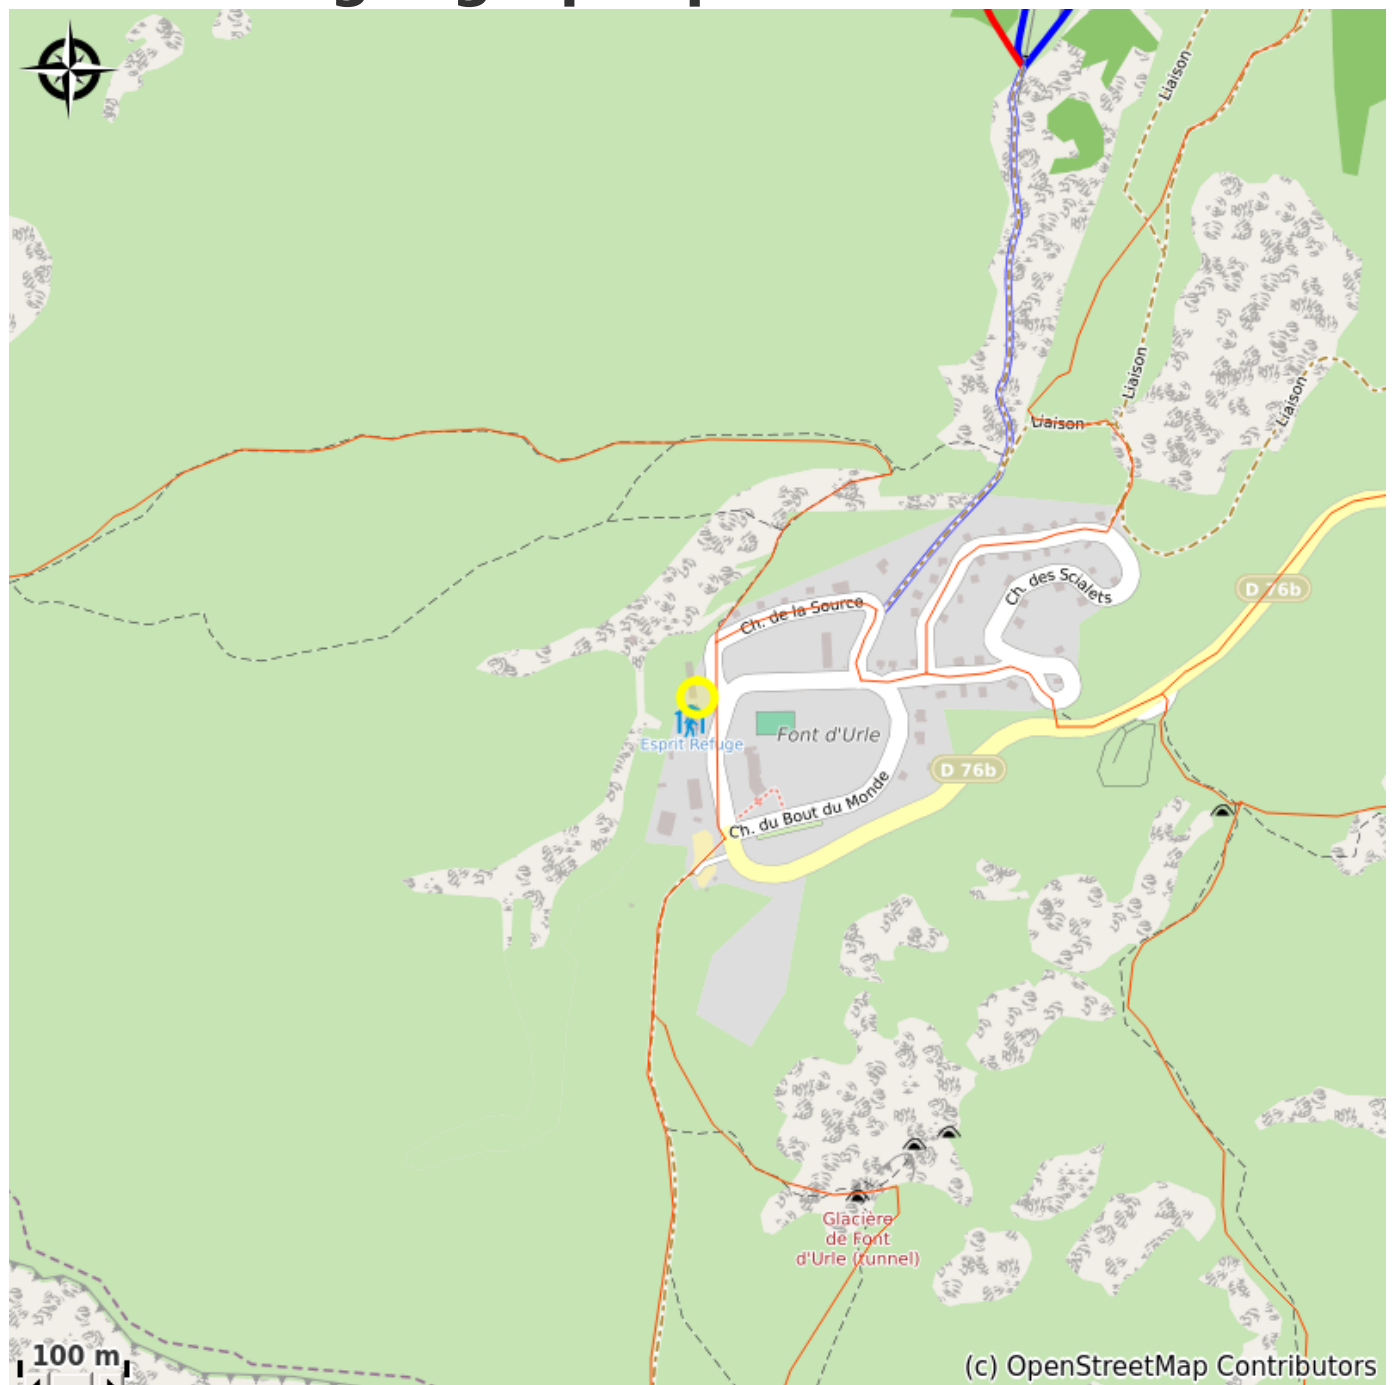 Liaison
Liaison
Liaison
Liaison
Ch. des Scialets
D 76b
Ch. de la Source
Font d'Urle
Esprit Refuge
D 76b
Ch. du Bout du Monde
Glacière
de Font
d'Urle (tunnel)
100 m
(c) OpenStreetMap Contributors